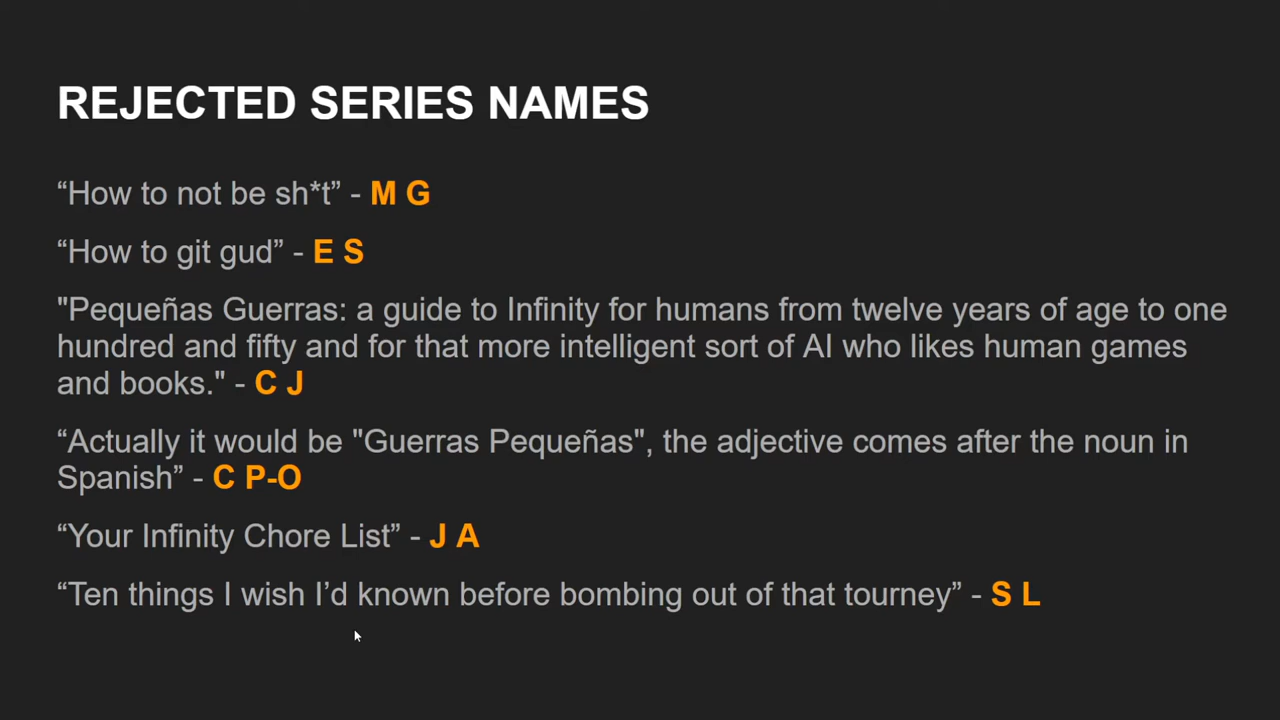 REJECTED SERIES NAMES
“How to not be sh*t” - M G
“How to git gud” - E S
"Pequeñas Guerras: a guide to Infinity for humans from twelve years of age to one
hundred and fifty and for that more intelligent sort of AI who likes human games
and books." - C J
“Actually it would be "Guerras Pequeñas", the adjective comes after the noun in
Spanish” - C P-O
“Your Infinity Chore List” - J A
“Ten things I wish I’d known before bombing out of that tourney” - S L